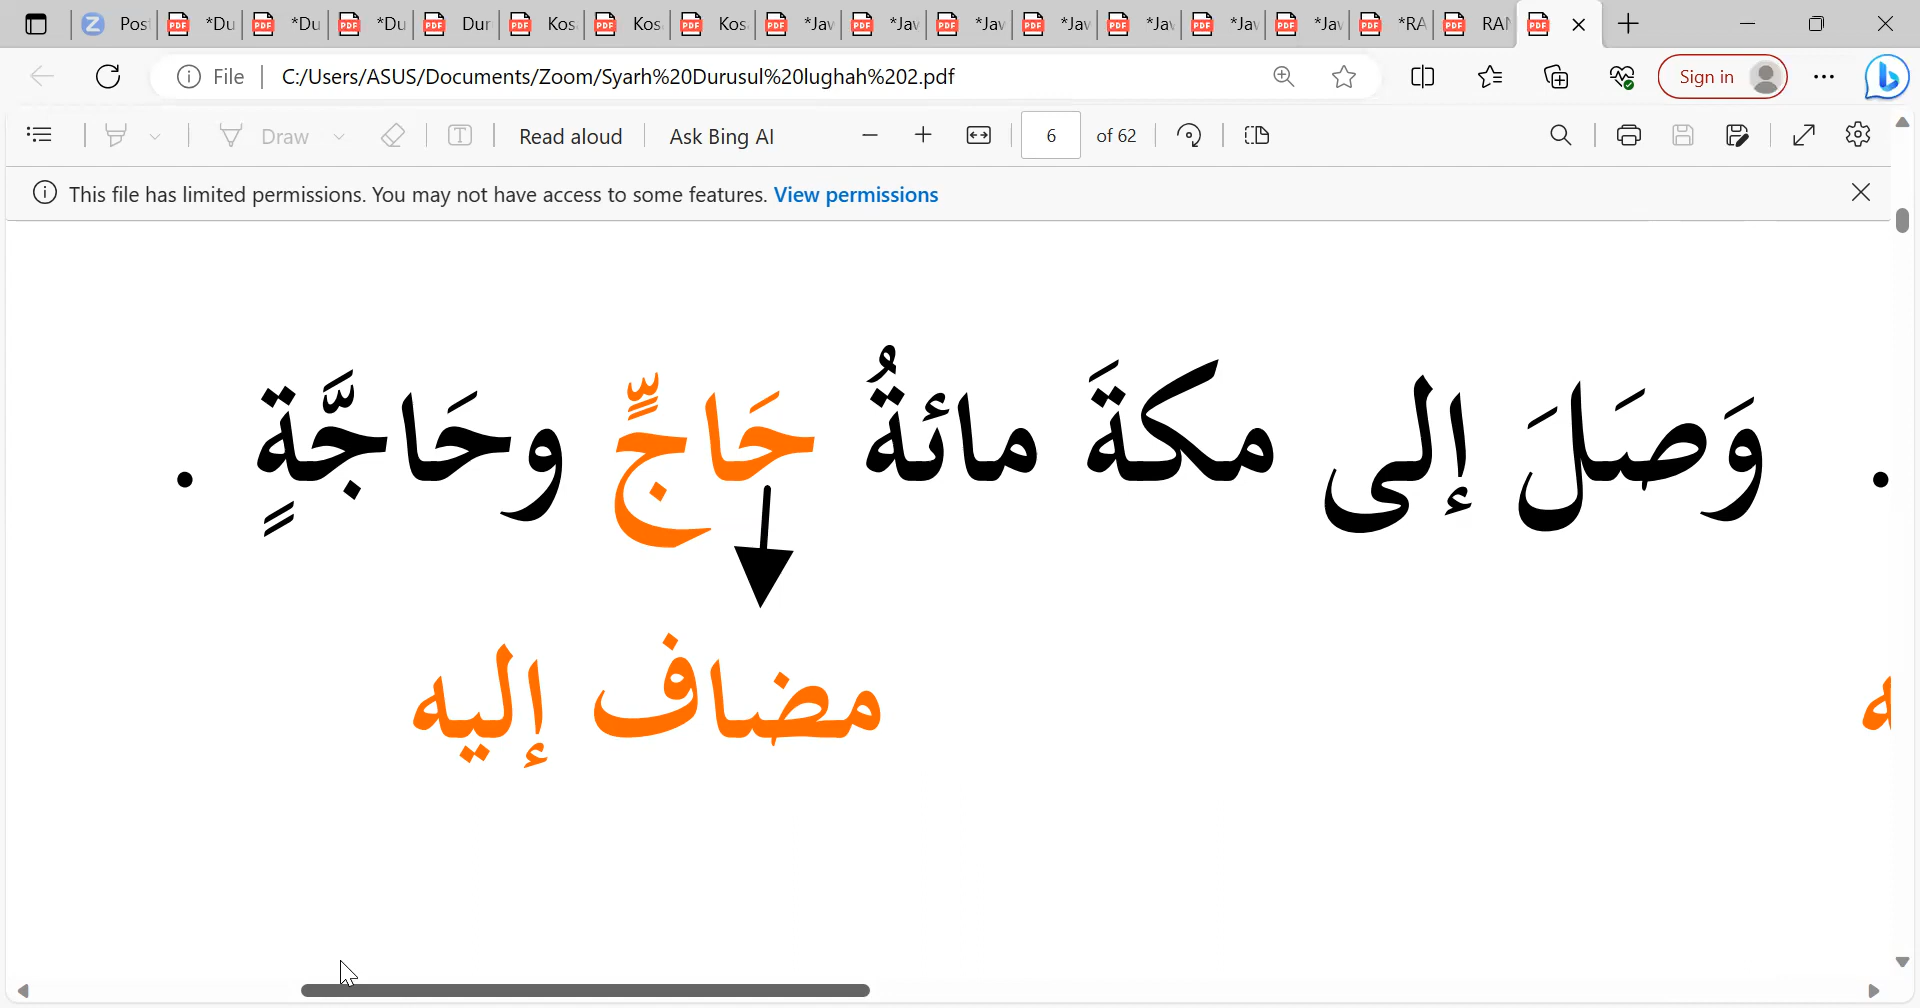 Pos *Du *Du *Du Dur Kos Kos Kos *Jav *Jav *Jav *Jav *Jav *Jav *Jav *RA RAN
File C:/Users/ASUS/Documents/Zoom/Syarh%20Durusul%20lughah%202.pdf Sign in
Draw Read aloud Ask Bing AI 6 of 62
This file has limited permissions. You may not have access to some features. View permissions
. وَصَلَ إلى مكةَ مائةُ حَاجٍّ وحَاجَّةٍ .
مضاف إليه
ه